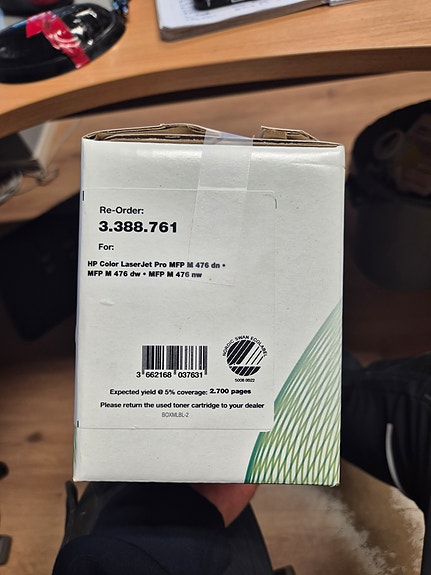 Re-Order:
3.388.761
For:
HP Color LaserJet Pro MFP M 476 dn •
MFP M 476 dw • MFP M 476 nw
NORDIC SWAN ECOLABEL
3 662168 037631
5008 0022
Expected yield @ 5% coverage: 2.700 pages
Please return the used toner cartridge to your dealer
BOXMLBL-2